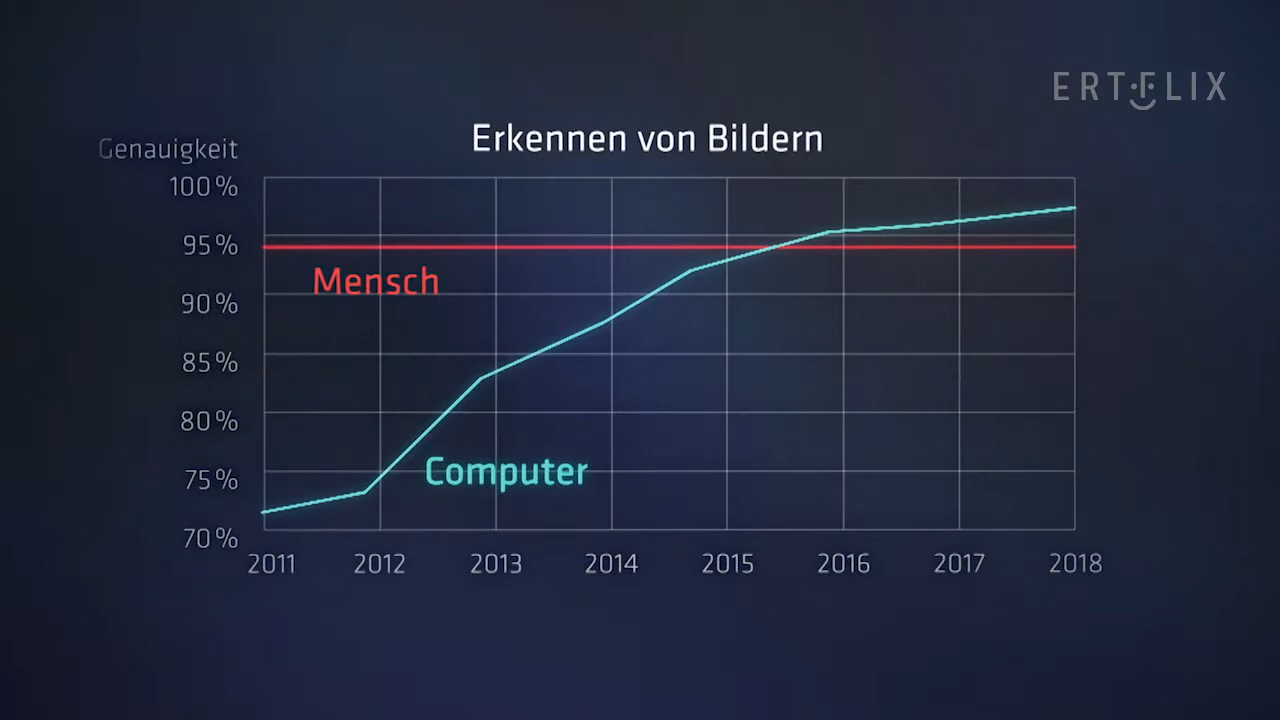 ERTFLIX
Erkennen von Bildern
Genauigkeit
100 %
95 %
90 %
85 %
80 %
75 %
70 %
Mensch
Computer
2011 2012 2013 2014 2015 2016 2017 2018